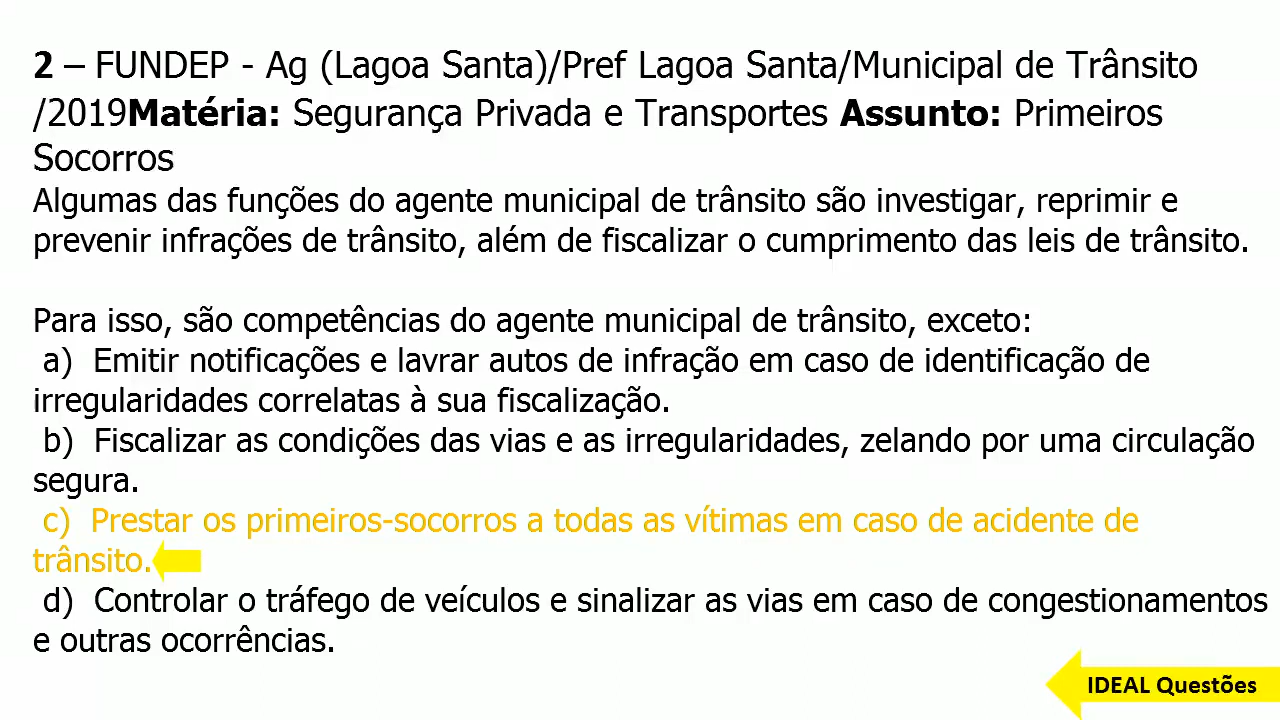 2 – FUNDEP - Ag (Lagoa Santa)/Pref Lagoa Santa/Municipal de Trânsito
/2019Matéria: Segurança Privada e Transportes Assunto: Primeiros
Socorros
Algumas das funções do agente municipal de trânsito são investigar, reprimir e
prevenir infrações de trânsito, além de fiscalizar o cumprimento das leis de trânsito.
Para isso, são competências do agente municipal de trânsito, exceto:
a) Emitir notificações e lavrar autos de infração em caso de identificação de
irregularidades correlatas à sua fiscalização.
b) Fiscalizar as condições das vias e as irregularidades, zelando por uma circulação
segura.
c) Prestar os primeiros-socorros a todas as vítimas em caso de acidente de
trânsito.
d) Controlar o tráfego de veículos e sinalizar as vias em caso de congestionamentos
e outras ocorrências.
IDEAL Questões